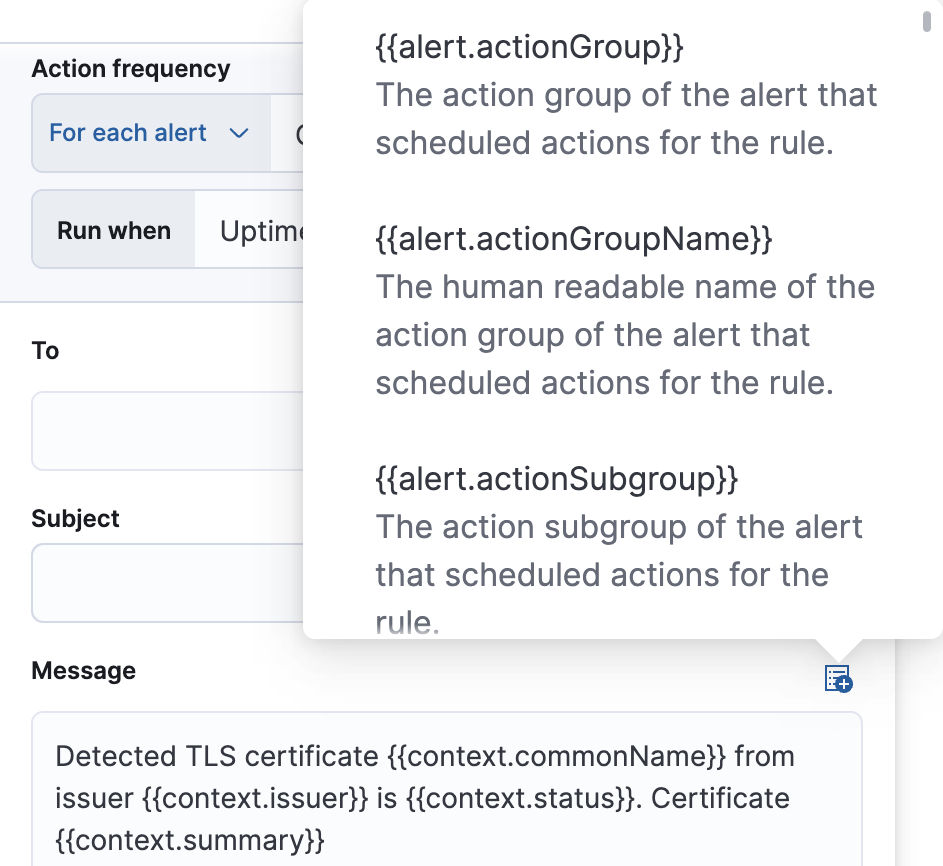 Action frequency
For each alert
Run when
To
Subject
{{alert.actionGroup}}
The action group of the alert that
scheduled actions for the rule.
{{alert.actionGroupName}}
The human readable name of the
action group of the alert that
scheduled actions for the rule.
{{alert.actionSubgroup}}
The action subgroup of the alert
that scheduled actions for the
rule.
Message
Detected TLS certificate {{context.commonName}} from
issuer {{context.issuer}} is {{context.status}}. Certificate
{{context.summary}}